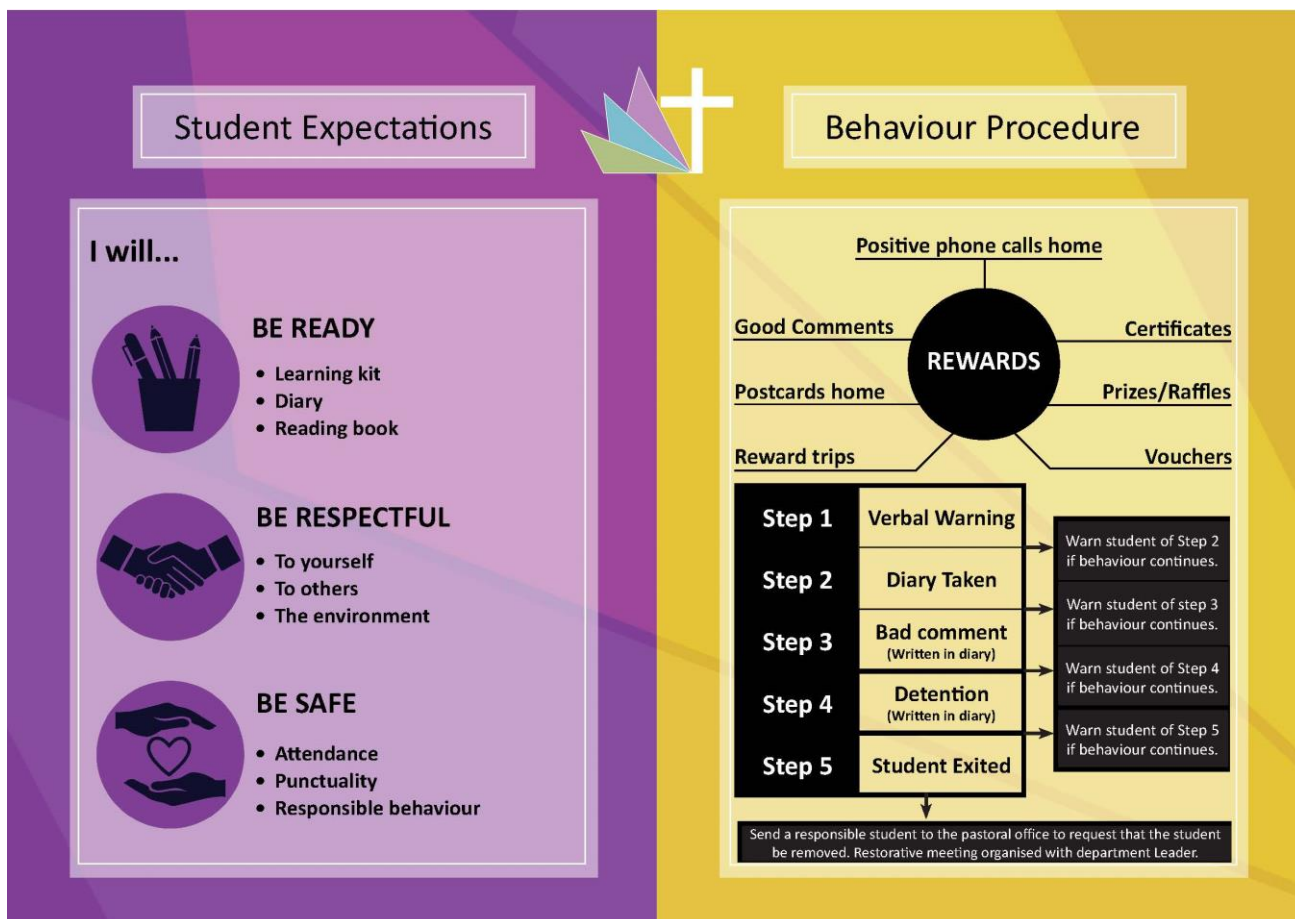 Student Expectations
I will...
BE READY
• Learning kit
• Diary
• Reading book
BE RESPECTFUL
• To yourself
• To others
• The environment
BE SAFE
• Attendance
• Punctuality
• Responsible behaviour
Behaviour Procedure
Positive phone calls home
Good Comments
Certificates
REWARDS
Postcards home
Prizes/Raffles
Reward trips
Vouchers
Step 1
Verbal Warning
Warn student of Step 2
if behaviour continues.
Step 2
Diary Taken
Warn student of step 3
if behaviour continues.
Step 3
Bad comment
(Written in diary)
Warn student of Step 4
if behaviour continues.
Step 4
Detention
(Written in diary)
Warn student of Step 5
if behaviour continues.
Step 5
Student Exited
Send a responsible student to the pastoral office to request that the student
be removed. Restorative meeting organised with department Leader.